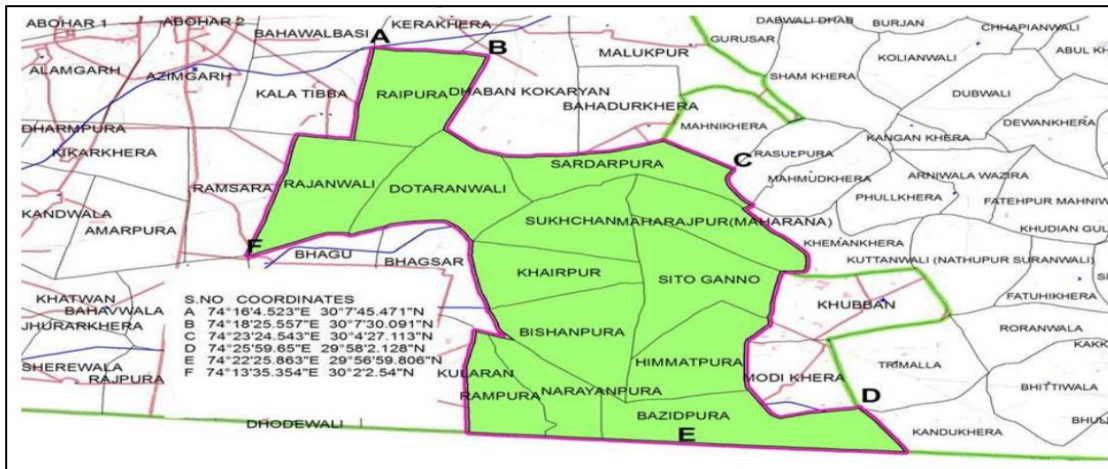 ABOHAR 1
ABOHAR 2
KERAKHERA
DABWALI DHAB
BURJAN
CHHAPIANWALI
BAHAWALBASI
A
B
GURUSAR
ABUL KH
ALAMGARH
AZIMGARH
MALUKPUR
KOLIANWALI
SHAM KHERA
KALA TIBBA
RAIPURA
DHABAN KOKARYAN
BAHADURKHERA
DUBWALI
DHARMPURA
MAHNIKHERA
DEWANKHERA
KANGAN KHERA
KIKARKHERA
SARDARPURA
C
RASULPURA
RAMSARA
RAJANWALI
DOTARANWALI
MAHMUDKHERA
ARNIWALA WAZIRA
PHULLKHERA
FATEHPUR MAHNIW
KANDWALA
AMARPURA
SUKHCHAN
MAHARAJPUR(MAHARANA)
KHUDIAN GUL
F
BHAGU
BHAGSAR
KHEMANKHERA
KUTTANWALI (NATHUPUR SURANWALI)
KHAIRPUR
SITO GANNO
KHATWAN
BAHAVWALA
KHUBBAN
FATUHIKHERA
S.NO COORDINATES
A 74°16'4.523"E 30°7'45.471"N
B 74°18'25.557"E 30°7'30.091"N
C 74°23'24.543"E 30°4'27.113"N
D 74°25'59.65"E 29°58'2.128"N
E 74°22'25.863"E 29°56'59.806"N
F 74°13'35.354"E 30°2'2.54"N
JHURARKHERA
BISHANPURA
RORANWALA
KAKK
SHEREWALA
RAJPURA
HIMMATPURA
TRIMALLA
KULARAN
MODI KHERA
RAMPURA
NARAYANPURA
BHITTIWALA
D
BAZIDPURA
DHODEWALI
E
KANDUKHERA
BHUL